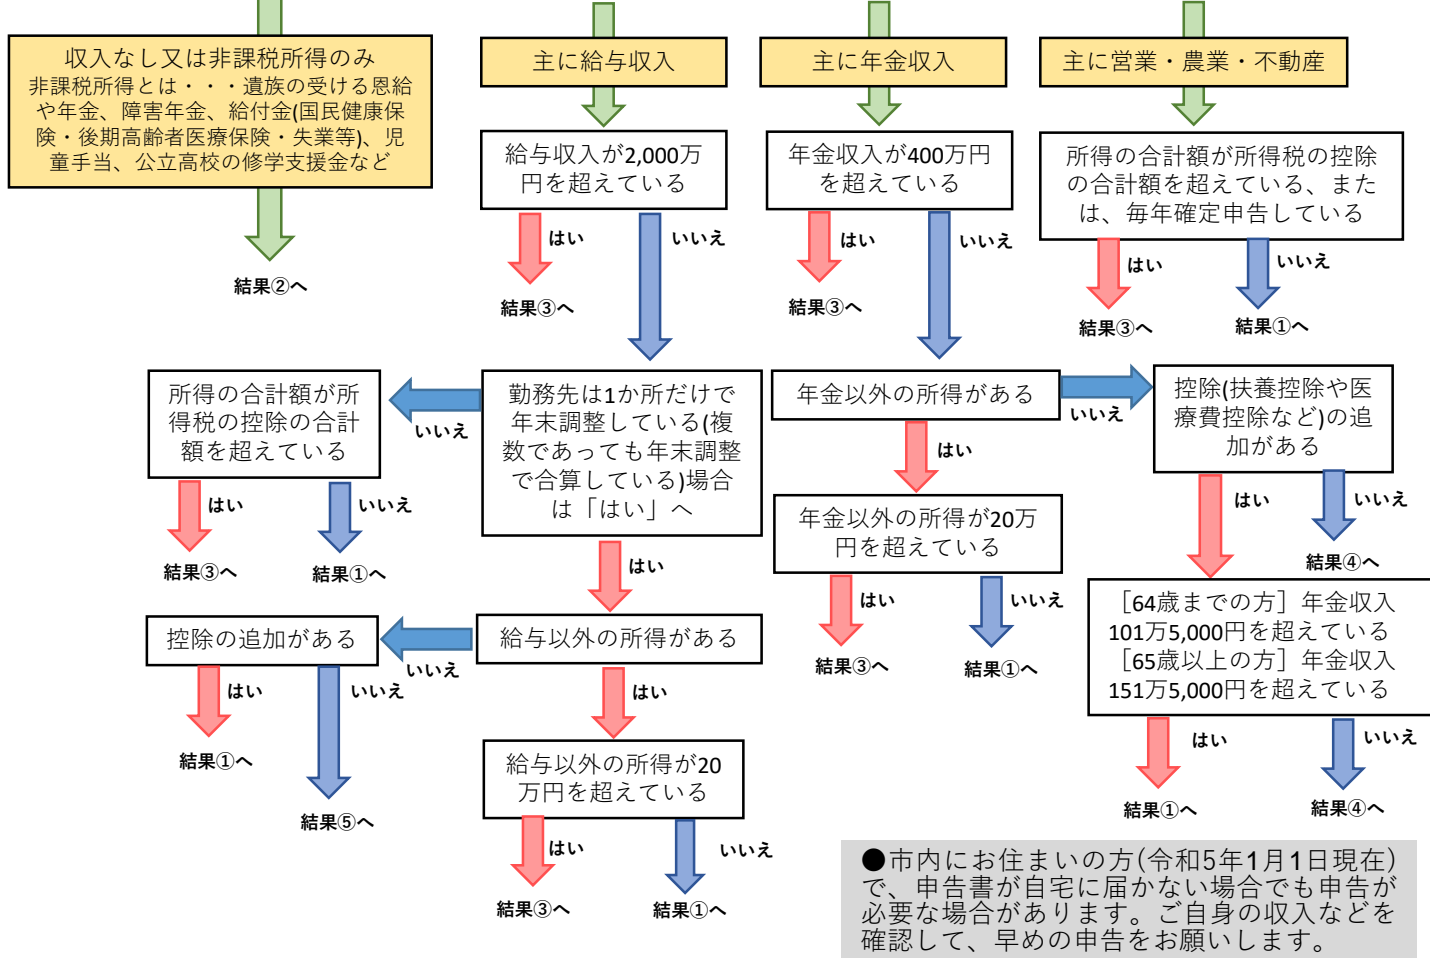 収入なし又は非課税所得のみ
非課税所得とは・・・遺族の受ける恩給
や年金、障害年金、給付金(国民健康保
険・後期高齢者医療保険・失業等)、児
童手当、公立高校の修学支援金など
結果②へ
主に給与収入
給与収入が2,000万
円を超えている
はい
いいえ
結果③へ
勤務先は1か所だけで
年末調整している(複
数であっても年末調整
で合算している)場合
は「はい」へ
いいえ
所得の合計額が所
得税の控除の合計
額を超えている
はい
いいえ
結果③へ
結果①へ
はい
給与以外の所得がある
いいえ
控除の追加がある
はい
いいえ
結果①へ
結果⑤へ
はい
給与以外の所得が20
万円を超えている
はい
いいえ
結果③へ
結果①へ
主に年金収入
年金収入が400万円
を超えている
はい
いいえ
結果③へ
年金以外の所得がある
いいえ
はい
年金以外の所得が20万
円を超えている
はい
いいえ
結果③へ
結果①へ
控除(扶養控除や医
療費控除など)の追
加がある
はい
いいえ
結果④へ
［64歳までの方］年金収入
101万5,000円を超えている
［65歳以上の方］年金収入
151万5,000円を超えている
はい
いいえ
結果①へ
結果④へ
主に営業・農業・不動産
所得の合計額が所得税の控除
の合計額を超えている、また
は、毎年確定申告している
はい
いいえ
結果③へ
結果①へ
●市内にお住まいの方(令和5年1月1日現在)
で、申告書が自宅に届かない場合でも申告が
必要な場合があります。ご自身の収入などを
確認して、早めの申告をお願いします。